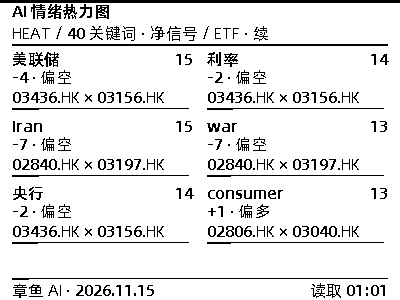 AI 情绪热力图
HEAT / 40 关键词 · 净信号 / ETF · 续
美联储 15
-4 · 偏空
03436.HK × 03156.HK
利率 14
-2 · 偏空
03436.HK × 03156.HK
Iran 15
-7 · 偏空
02840.HK × 03197.HK
war 13
-7 · 偏空
02840.HK × 03197.HK
央行 14
-2 · 偏空
03436.HK × 03156.HK
consumer 13
+1 · 偏多
02806.HK × 03040.HK
章鱼 AI · 2026.11.15 读取 01:01